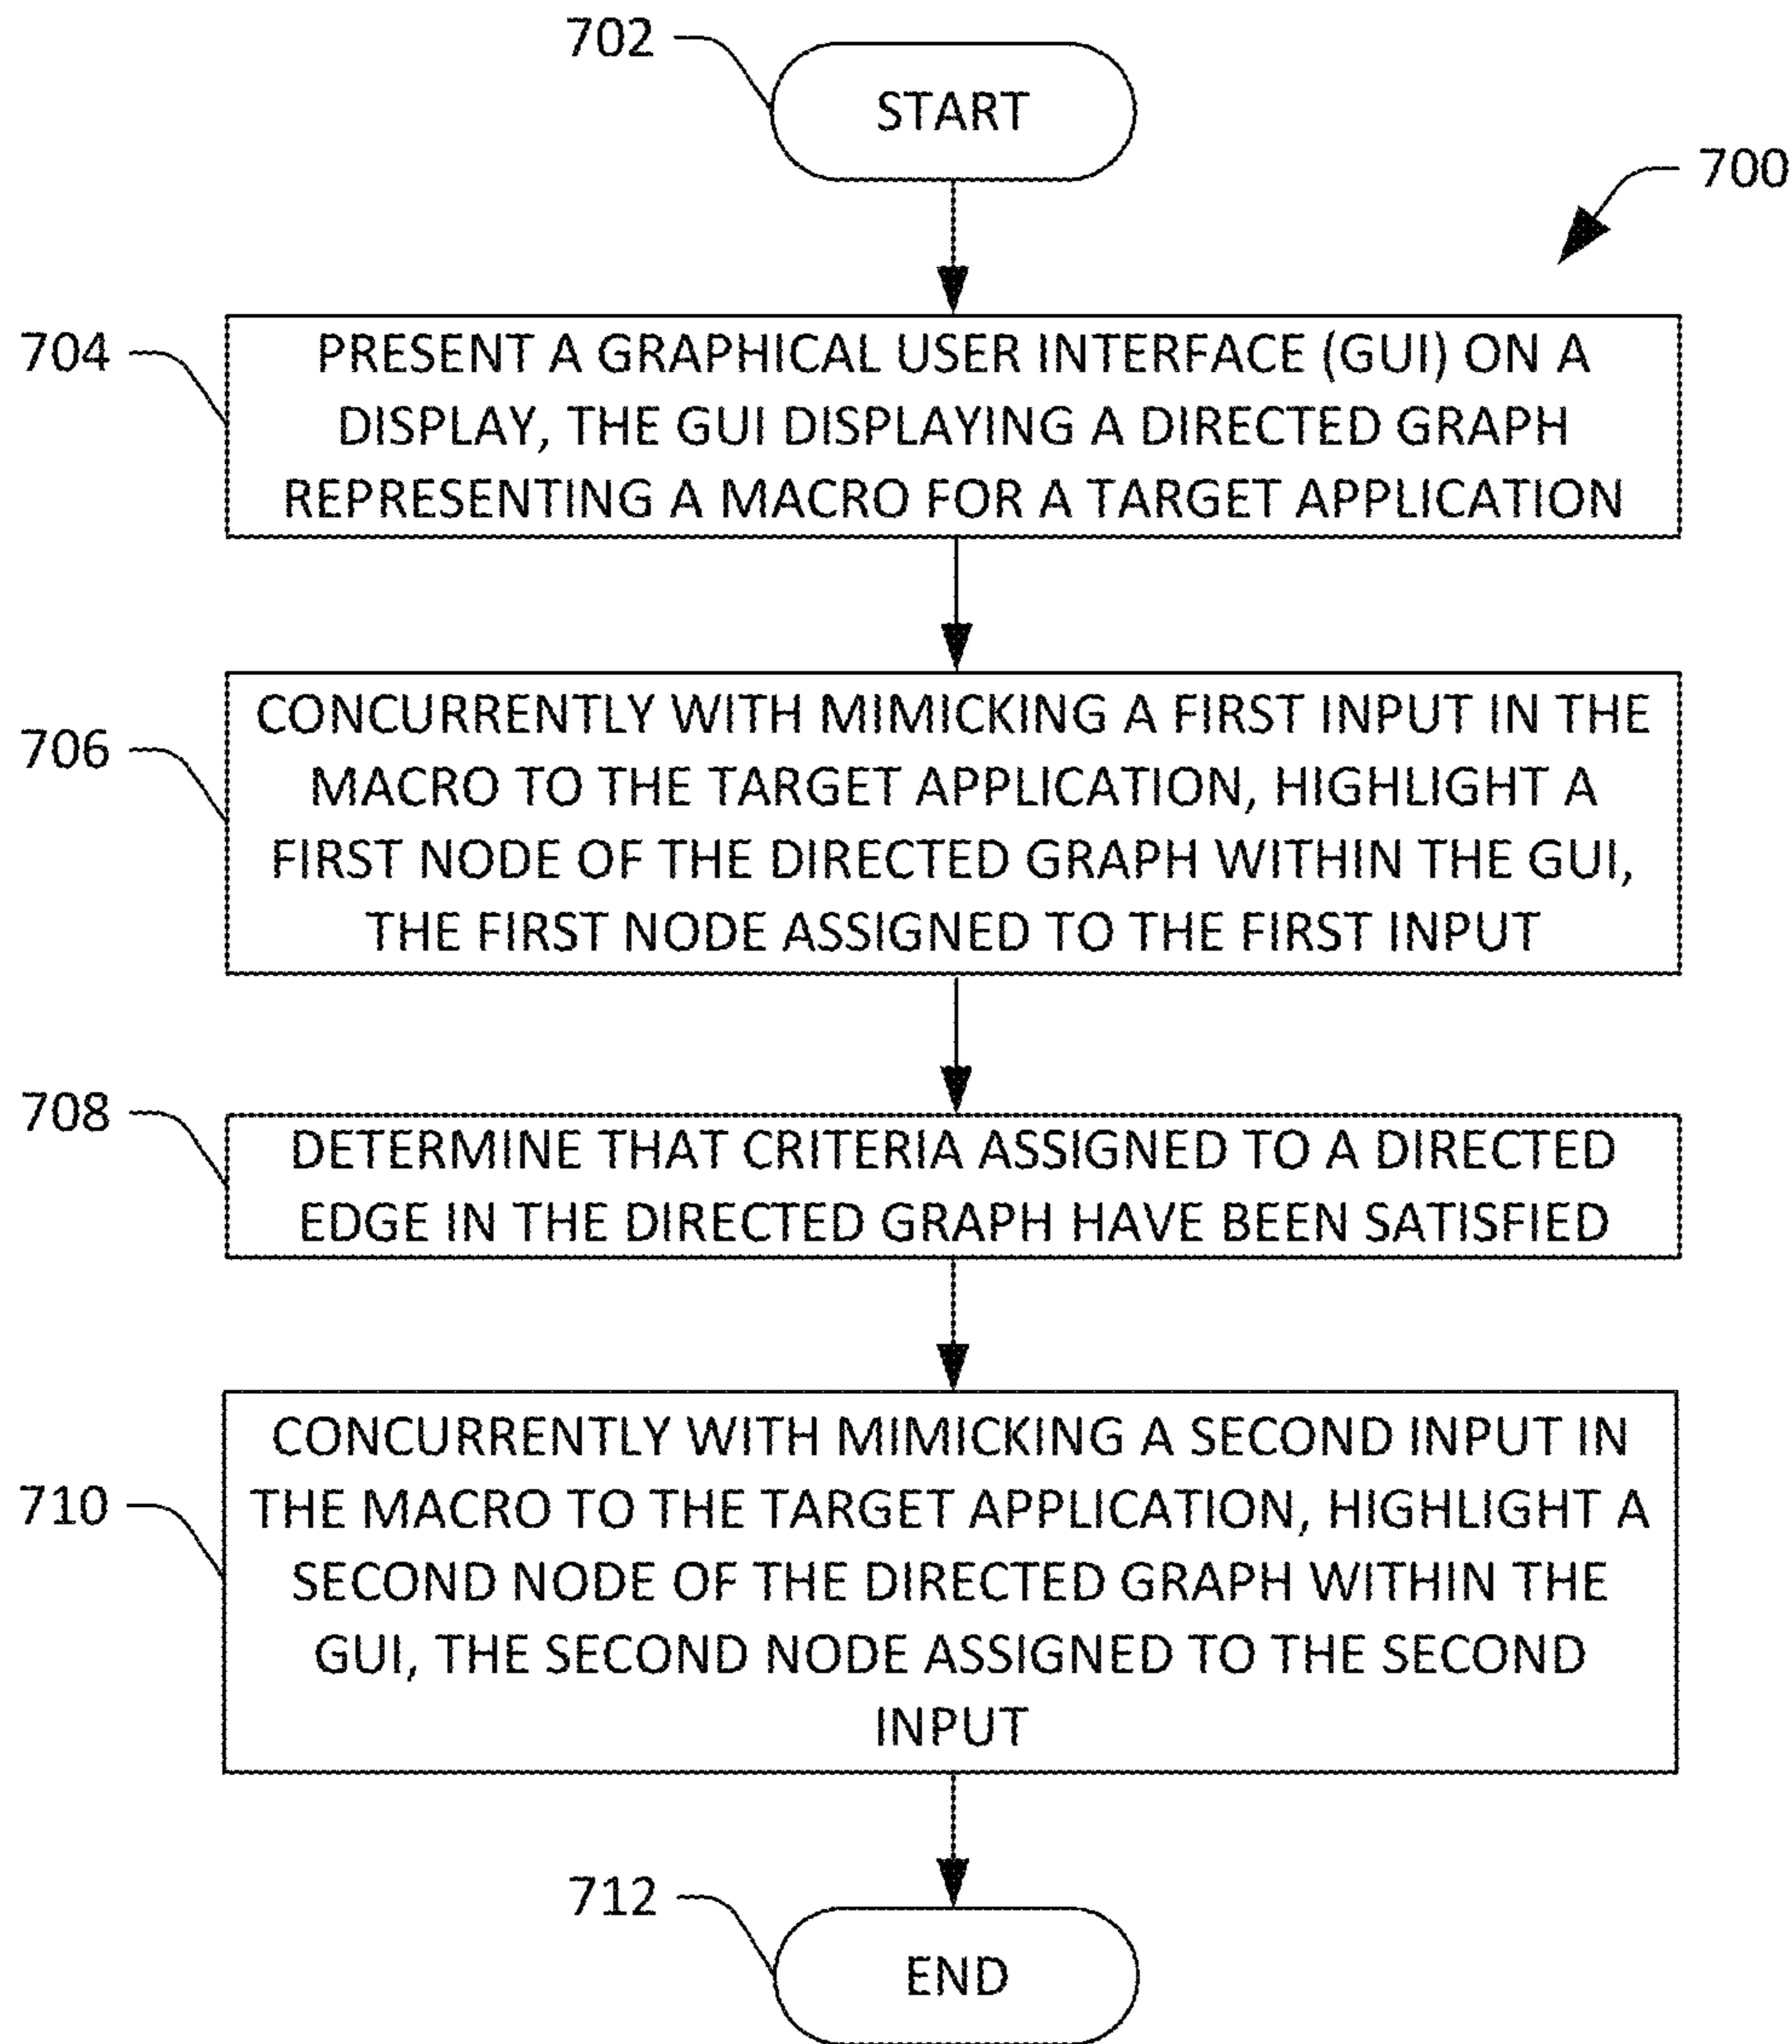 702
START
700
704
PRESENT A GRAPHICAL USER INTERFACE (GUI) ON A
DISPLAY, THE GUI DISPLAYING A DIRECTED GRAPH
REPRESENTING A MACRO FOR A TARGET APPLICATION
706
CONCURRENTLY WITH MIMICKING A FIRST INPUT IN THE
MACRO TO THE TARGET APPLICATION, HIGHLIGHT A
FIRST NODE OF THE DIRECTED GRAPH WITHIN THE GUI,
THE FIRST NODE ASSIGNED TO THE FIRST INPUT
708
DETERMINE THAT CRITERIA ASSIGNED TO A DIRECTED
EDGE IN THE DIRECTED GRAPH HAVE BEEN SATISFIED
710
CONCURRENTLY WITH MIMICKING A SECOND INPUT IN
THE MACRO TO THE TARGET APPLICATION, HIGHLIGHT A
SECOND NODE OF THE DIRECTED GRAPH WITHIN THE
GUI, THE SECOND NODE ASSIGNED TO THE SECOND
INPUT
712
END